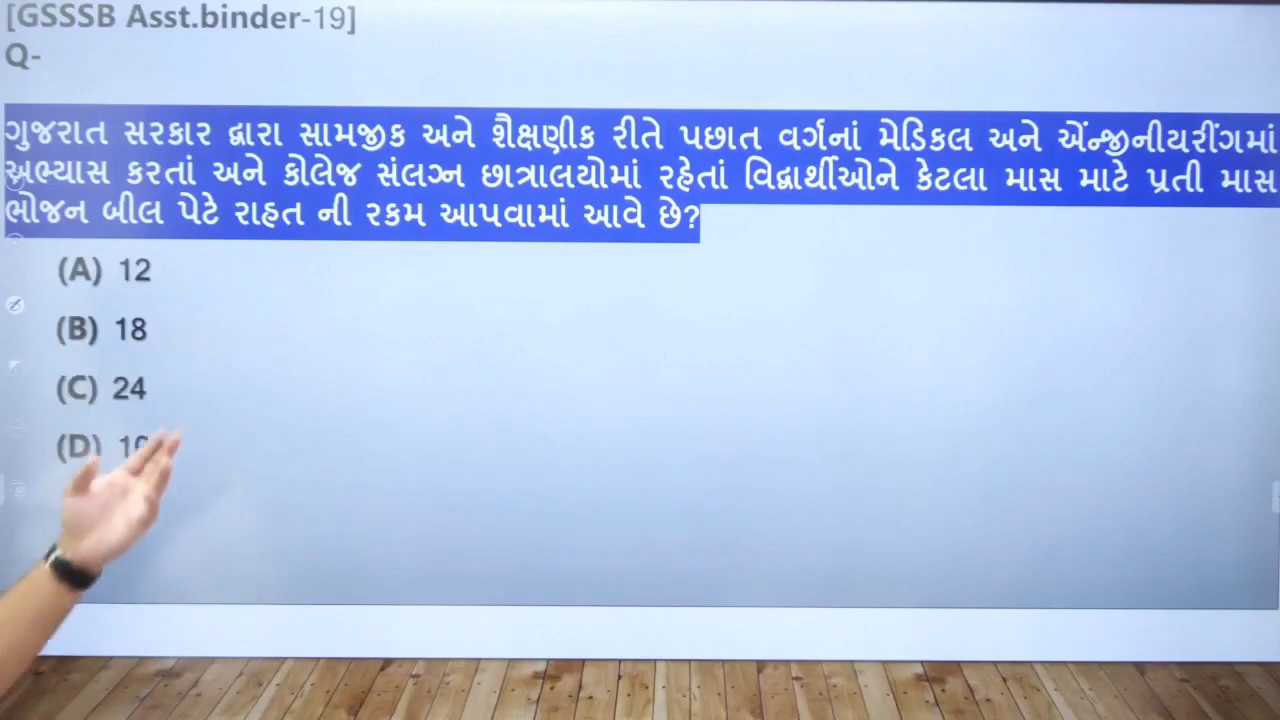 [GSSSB Asst.binder-19]
Q-
ગુજરાત સરકાર દ્વારા સામજીક અને શૈક્ષણીક રીતે પછાત વર્ગનાં મેડિકલ અને એંન્જીનીયરીંગમાં
અભ્યાસ કરતાં અને કોલેજ સંલગ્ન છાત્રાલયોમાં રહેતાં વિદ્વાર્થીઓને કેટલા માસ માટે પ્રતી માસ
ભોજન બીલ પેટે રાહત ની રકમ આપવામાં આવે છે?
(A) 12
(B) 18
(C) 24
(D)